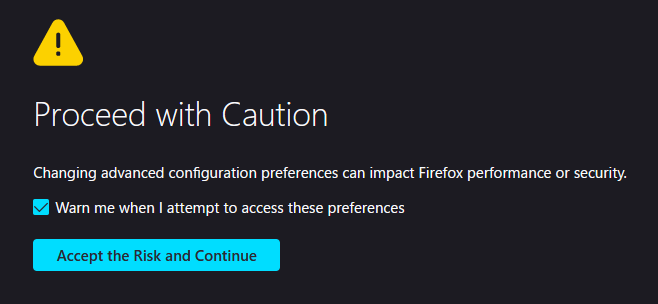 Proceed with Caution
Changing advanced configuration preferences can impact Firefox performance or security.
Warn me when I attempt to access these preferences
Accept the Risk and Continue